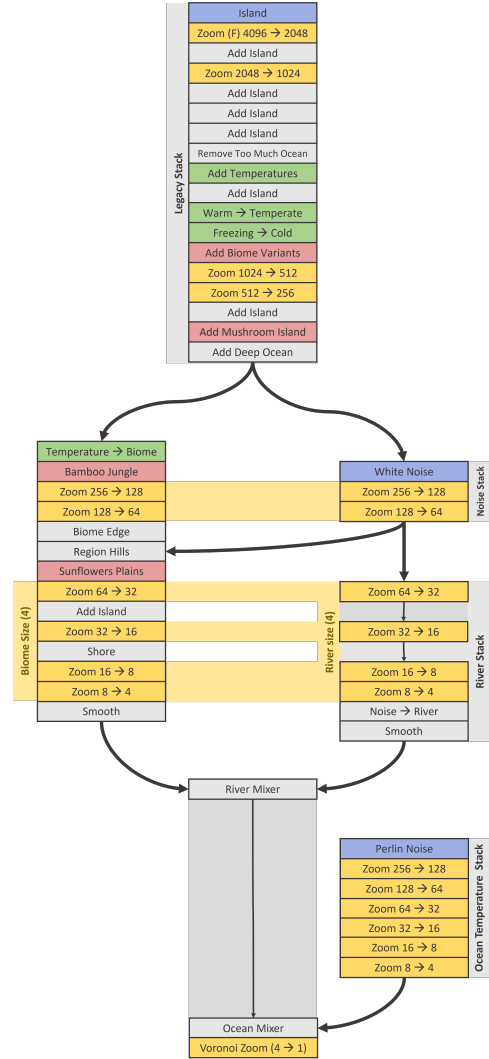 Island
Zoom (F) 4096 → 2048
Add Island
Zoom 2048 → 1024
Add Island
Add Island
Add Island
Remove Too Much Ocean
Add Temperatures
Add Island
Warm → Temperate
Freezing → Cold
Add Biome Variants
Zoom 1024 → 512
Zoom 512 → 256
Add Island
Add Mushroom Island
Add Deep Ocean
Legacy Stack
Temperature → Biome
Bamboo Jungle
Zoom 256 → 128
Zoom 128 → 64
Biome Edge
Region Hills
Sunflowers Plains
Zoom 64 → 32
Add Island
Zoom 32 → 16
Shore
Zoom 16 → 8
Zoom 8 → 4
Smooth
Biome Size (4)
White Noise
Zoom 256 → 128
Zoom 128 → 64
Noise Stack
River size (4)
Zoom 64 → 32
Zoom 32 → 16
Zoom 16 → 8
Zoom 8 → 4
Noise → River
Smooth
River Stack
River Mixer
Perlin Noise
Zoom 256 → 128
Zoom 128 → 64
Zoom 64 → 32
Zoom 32 → 16
Zoom 16 → 8
Zoom 8 → 4
Ocean Temperature Stack
Ocean Mixer
Voronoi Zoom (4 → 1)